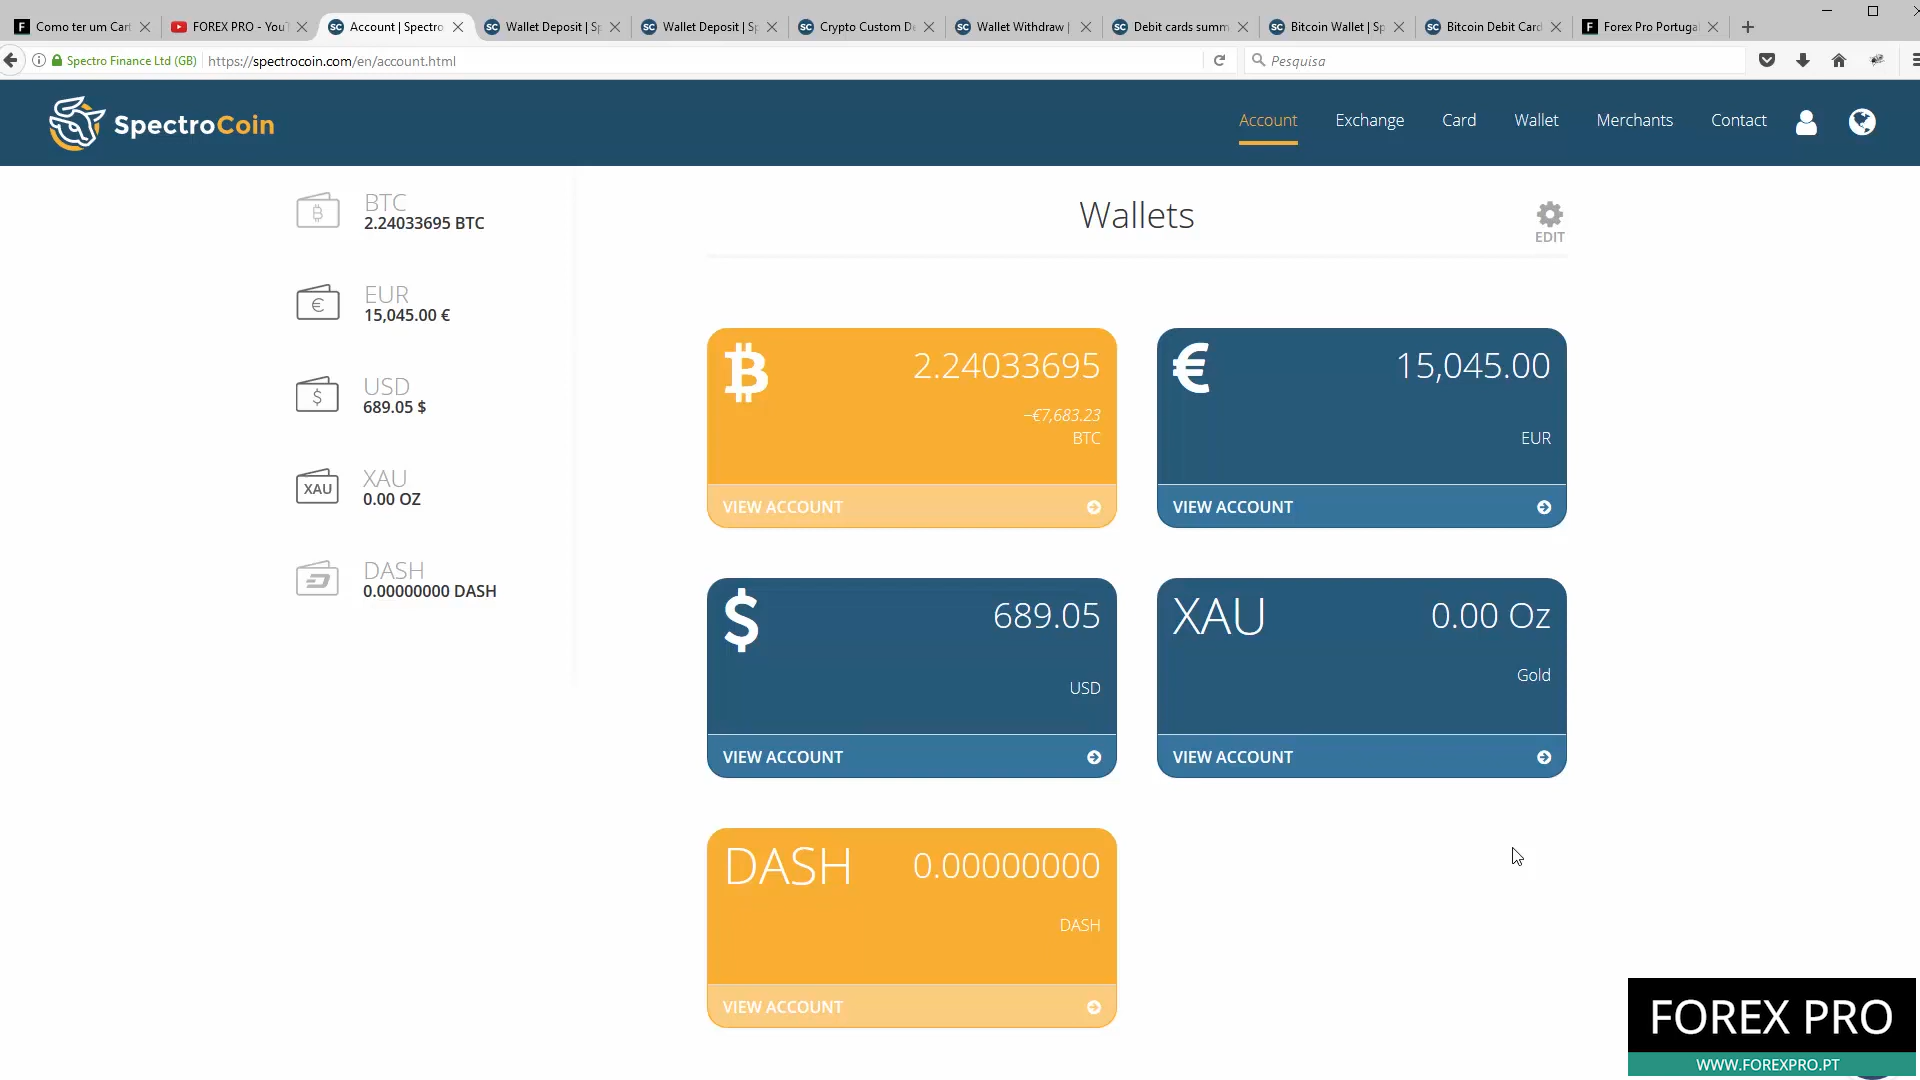 Como ter um Cart
FOREX PRO - YouT
Account | Spectro
Wallet Deposit | Sp
Wallet Deposit | Sp
Crypto Custom De
Wallet Withdraw |
Debit cards summ
Bitcoin Wallet | Sp
Bitcoin Debit Card
Forex Pro Portugal
Spectro Finance Ltd (GB)
https://spectrocoin.com/en/account.html
Pesquisa
SpectroCoin
Account
Exchange
Card
Wallet
Merchants
Contact
BTC
2.24033695 BTC
EUR
15,045.00 €
USD
689.05 $
XAU
XAU
0.00 OZ
DASH
0.00000000 DASH
Wallets
EDIT
2.24033695
~€7,683.23
BTC
VIEW ACCOUNT
€
15,045.00
EUR
VIEW ACCOUNT
$
689.05
USD
VIEW ACCOUNT
XAU
0.00 Oz
Gold
VIEW ACCOUNT
DASH
0.00000000
DASH
VIEW ACCOUNT
FOREX PRO
WWW.FOREXPRO.PT